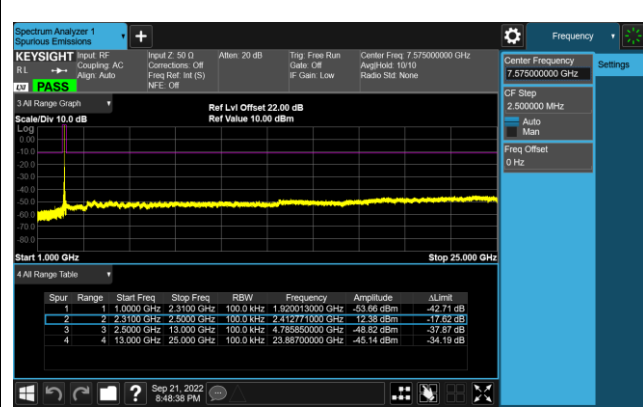 Spectrum Analyzer 1
Spurious Emissions
Frequency
KEYSIGHT Input: RF Input Z: 50 Ω Atten: 20 dB Trig: Free Run Center Freq: 7.575000000 GHz
RL Coupling: AC Corrections: Off Gate: Off Avg|Hold: 10/10
Align: Auto Freq Ref: Int (S) IF Gain: Low Radio Std: None
LXI PASS NFE: Off
Center Frequency
7.575000000 GHz
Settings
CF Step
2.500000 MHz
Auto
Man
Freq Offset
0 Hz
3 All Range Graph
Ref Lvl Offset 22.00 dB
Scale/Div 10.0 dB Ref Value 10.00 dBm
Log
0.00
-10.0
-20.0
-30.0
-40.0
-50.0
-60.0
-70.0
-80.0
Start 1.000 GHz Stop 25.000 GHz
4 All Range Table
Spur Range Start Freq Stop Freq RBW Frequency Amplitude ΔLimit
1 1 1.0000 GHz 2.3100 GHz 100.0 kHz 1.920013000 GHz -53.66 dBm -42.71 dB
2 2 2.3100 GHz 2.5000 GHz 100.0 kHz 2.412771000 GHz 12.38 dBm -17.62 dB
3 3 2.5000 GHz 13.000 GHz 100.0 kHz 4.785850000 GHz -48.82 dBm -37.87 dB
4 4 13.000 GHz 25.000 GHz 100.0 kHz 23.88700000 GHz -45.14 dBm -34.19 dB
Sep 21, 2022
8:48:38 PM